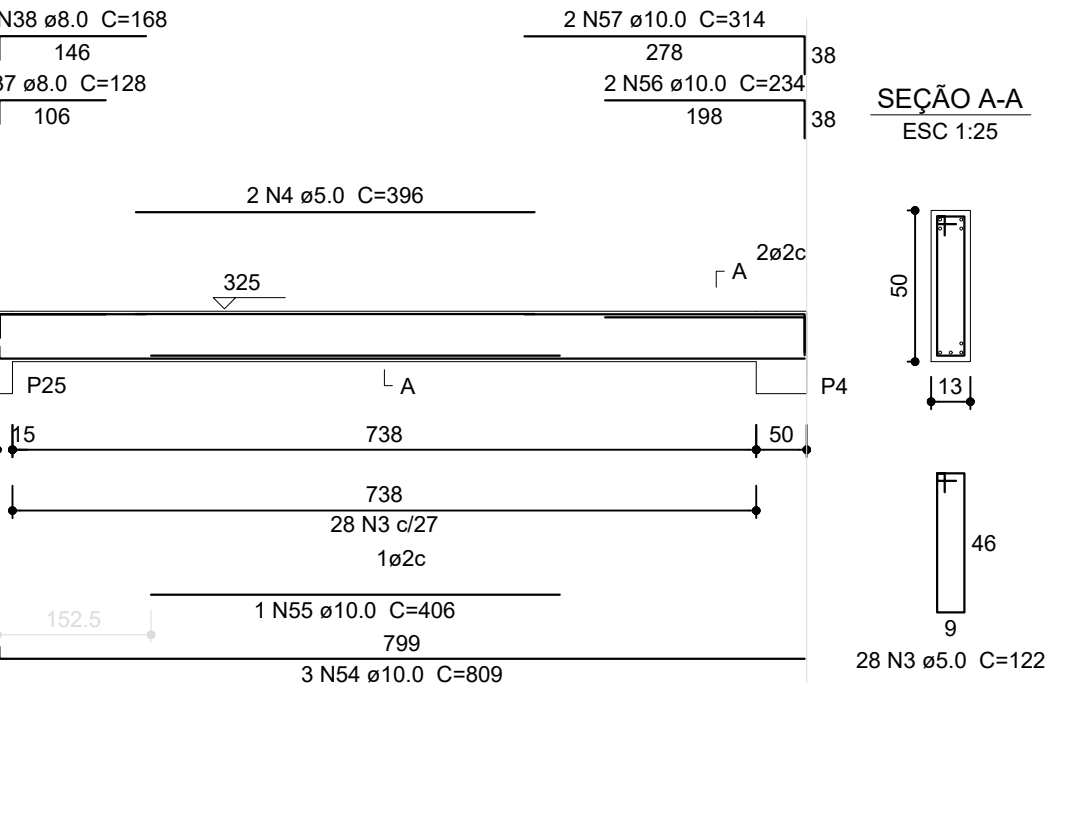 N38 ø8.0 C=168
146
37 ø8.0 C=128
106
2 N57 ø10.0 C=314
278
38
2 N56 ø10.0 C=234
198
38
SEÇÃO A-A
ESC 1:25
2 N4 ø5.0 C=396
2ø2c
A
325
50
13
P25
A
P4
15
738
50
738
28 N3 c/27
1ø2c
46
9
28 N3 ø5.0 C=122
1 N55 ø10.0 C=406
152.5
799
3 N54 ø10.0 C=809